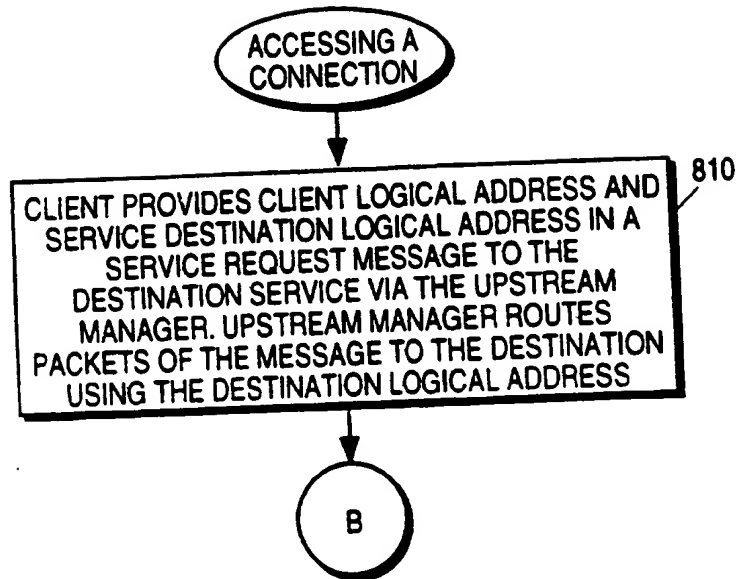 ACCESSING A
CONNECTION
810
CLIENT PROVIDES CLIENT LOGICAL ADDRESS AND
SERVICE DESTINATION LOGICAL ADDRESS IN A
SERVICE REQUEST MESSAGE TO THE
DESTINATION SERVICE VIA THE UPSTREAM
MANAGER. UPSTREAM MANAGER ROUTES
PACKETS OF THE MESSAGE TO THE DESTINATION
USING THE DESTINATION LOGICAL ADDRESS
B